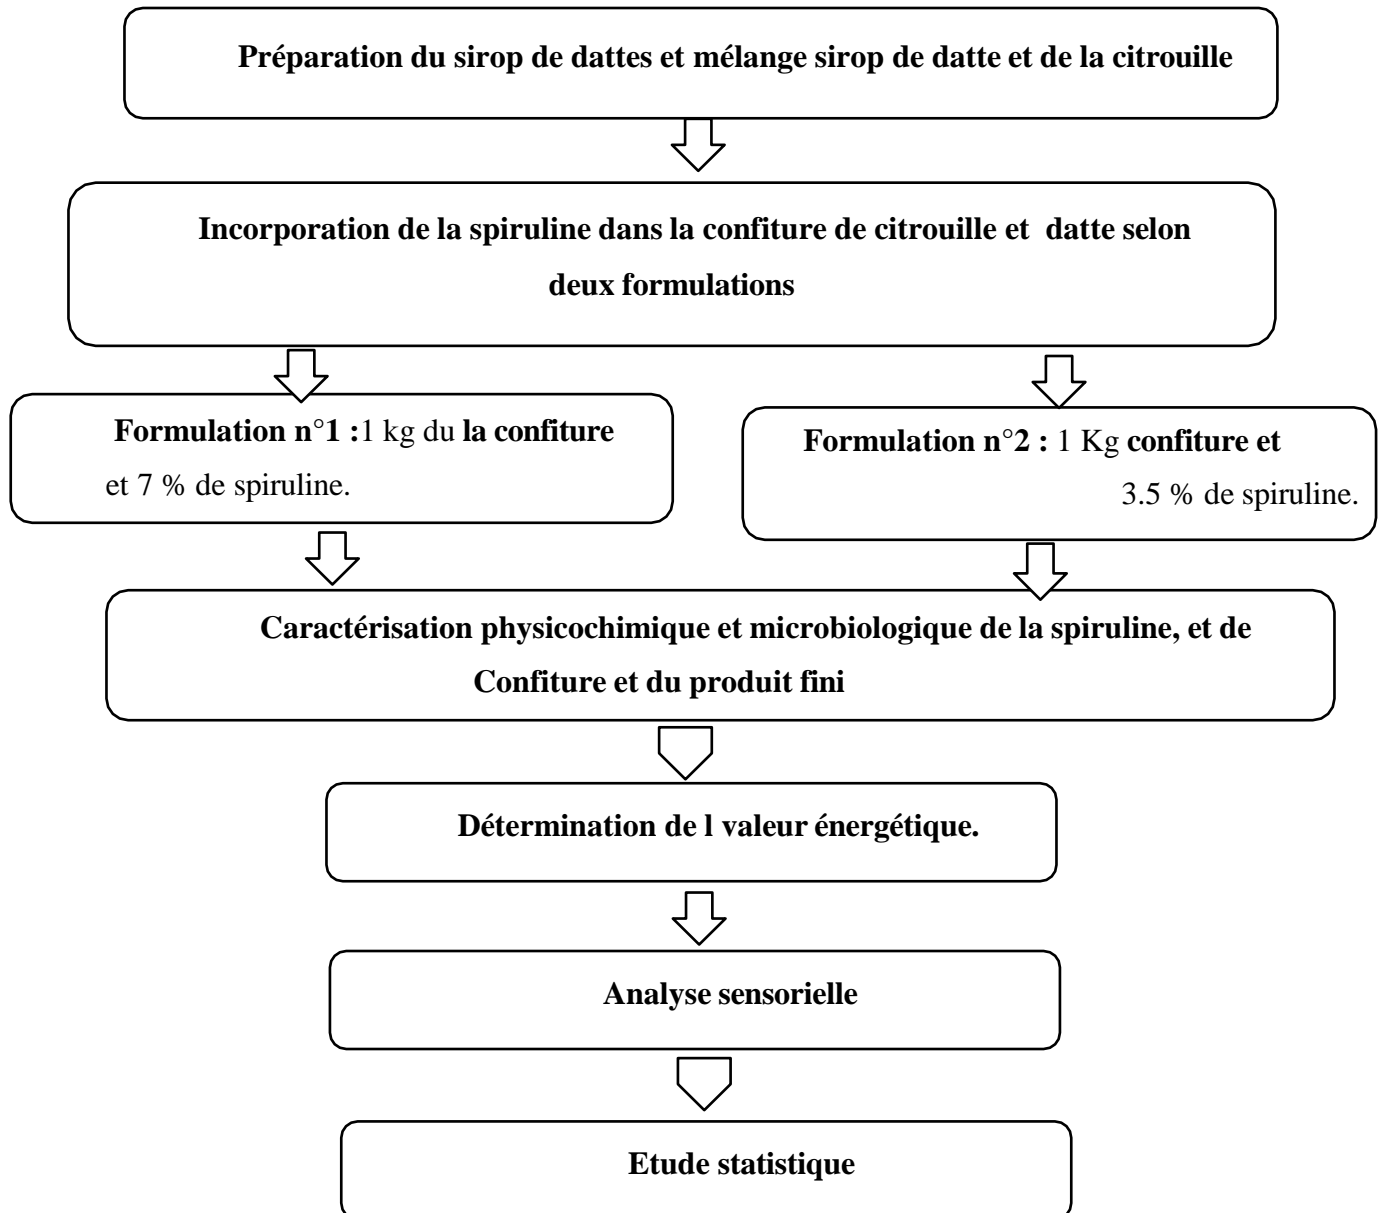 Préparation du sirop de dattes et mélange sirop de datte et de la citrouille
Incorporation de la spiruline dans la confiture de citrouille et datte selon
deux formulations
Formulation n°1 :1 kg du la confiture
et 7 % de spiruline.
Formulation n°2 : 1 Kg confiture et
3.5 % de spiruline.
Caractérisation physicochimique et microbiologique de la spiruline, et de
Confiture et du produit fini
Détermination de l valeur énergétique.
Analyse sensorielle
Etude statistique